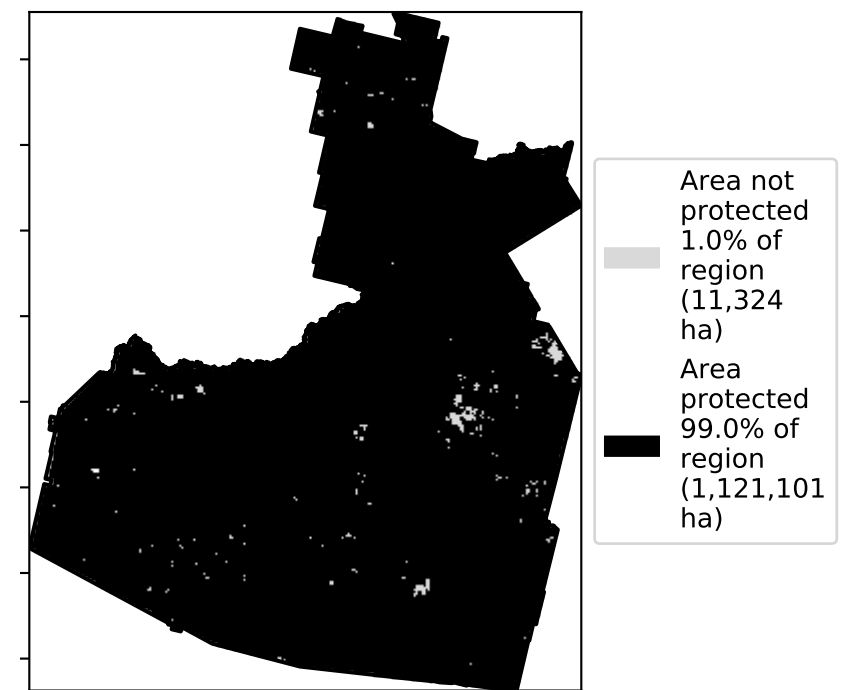 Area not
protected
1.0% of
region
(11,324
ha)
Area
protected
99.0% of
region
(1,121,101
ha)